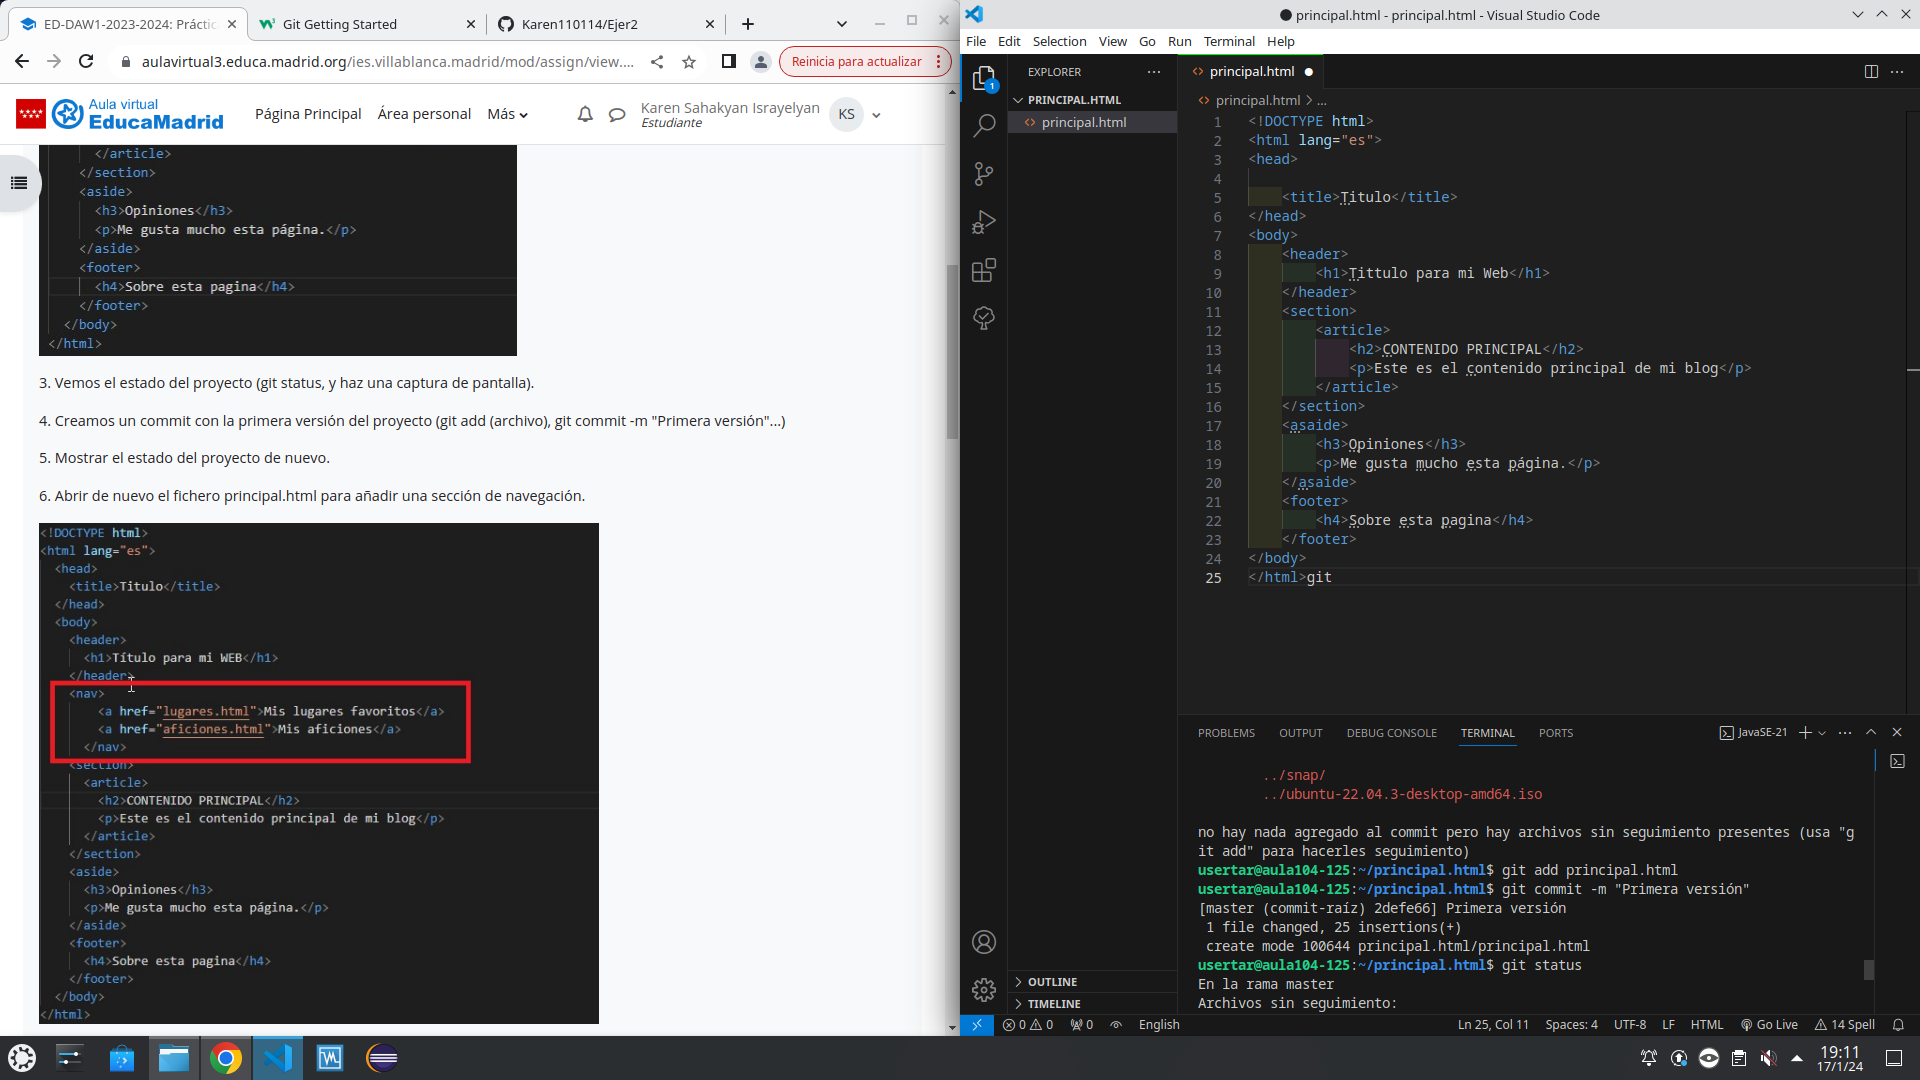 ED-DAW1-2023-2024: Práctic
Git Getting Started
Karen110114/Ejer2
aulavirtual3.educa.madrid.org/ies.villablanca.madrid/mod/assign/view....
Reinicia para actualizar
Aula virtual
EducaMadrid
Página Principal
Área personal
Más
Karen Sahakyan Israyelyan
Estudiante
KS
</article>
</section>
<aside>
<h3>Opiniones</h3>
<p>Me gusta mucho esta página.</p>
</aside>
<footer>
<h4>Sobre esta pagina</h4>
</footer>
</body>
</html>
3. Vemos el estado del proyecto (git status, y haz una captura de pantalla).
4. Creamos un commit con la primera versión del proyecto (git add (archivo), git commit -m "Primera versión"...)
5. Mostrar el estado del proyecto de nuevo.
6. Abrir de nuevo el fichero principal.html para añadir una sección de navegación.
<!DOCTYPE html>
<html lang="es">
<head>
<title>Titulo</title>
</head>
<body>
<header>
<h1>Título para mi WEB</h1>
</header>
<nav>
<a href="lugares.html">Mis lugares favoritos</a>
<a href="aficiones.html">Mis aficiones</a>
</nav>
<section>
<article>
<h2>CONTENIDO PRINCIPAL</h2>
<p>Este es el contenido principal de mi blog</p>
</article>
</section>
<aside>
<h3>Opiniones</h3>
<p>Me gusta mucho esta página.</p>
</aside>
<footer>
<h4>Sobre esta pagina</h4>
</footer>
</body>
</html>
principal.html - principal.html - Visual Studio Code
File Edit Selection View Go Run Terminal Help
1
EXPLORER
PRINCIPAL.HTML
principal.html
OUTLINE
TIMELINE
principal.html
principal.html > ...
1 <!DOCTYPE html>
2 <html lang="es">
3 <head>
4
5 <title>Titulo</title>
6 </head>
7 <body>
8 <header>
9 <h1>Tittulo para mi Web</h1>
10 </header>
11 <section>
12 <article>
13 <h2>CONTENIDO PRINCIPAL</h2>
14 <p>Este es el contenido principal de mi blog</p>
15 </article>
16 </section>
17 <asaide>
18 <h3>Opiniones</h3>
19 <p>Me gusta mucho esta página.</p>
20 </asaide>
21 <footer>
22 <h4>Sobre esta pagina</h4>
23 </footer>
24 </body>
25 </html>git
PROBLEMS OUTPUT DEBUG CONSOLE TERMINAL PORTS
JavaSE-21
../snap/
../ubuntu-22.04.3-desktop-amd64.iso
no hay nada agregado al commit pero hay archivos sin seguimiento presentes (usa "g
it add" para hacerles seguimiento)
usertar@aula104-125:~/principal.html$ git add principal.html
usertar@aula104-125:~/principal.html$ git commit -m "Primera versión"
[master (commit-raíz) 2defe66] Primera versión
1 file changed, 25 insertions(+)
create mode 100644 principal.html/principal.html
usertar@aula104-125:~/principal.html$ git status
En la rama master
Archivos sin seguimiento:
0 0 0 English
Ln 25, Col 11 Spaces: 4 UTF-8 LF HTML Go Live 14 Spell
19:11
17/1/24